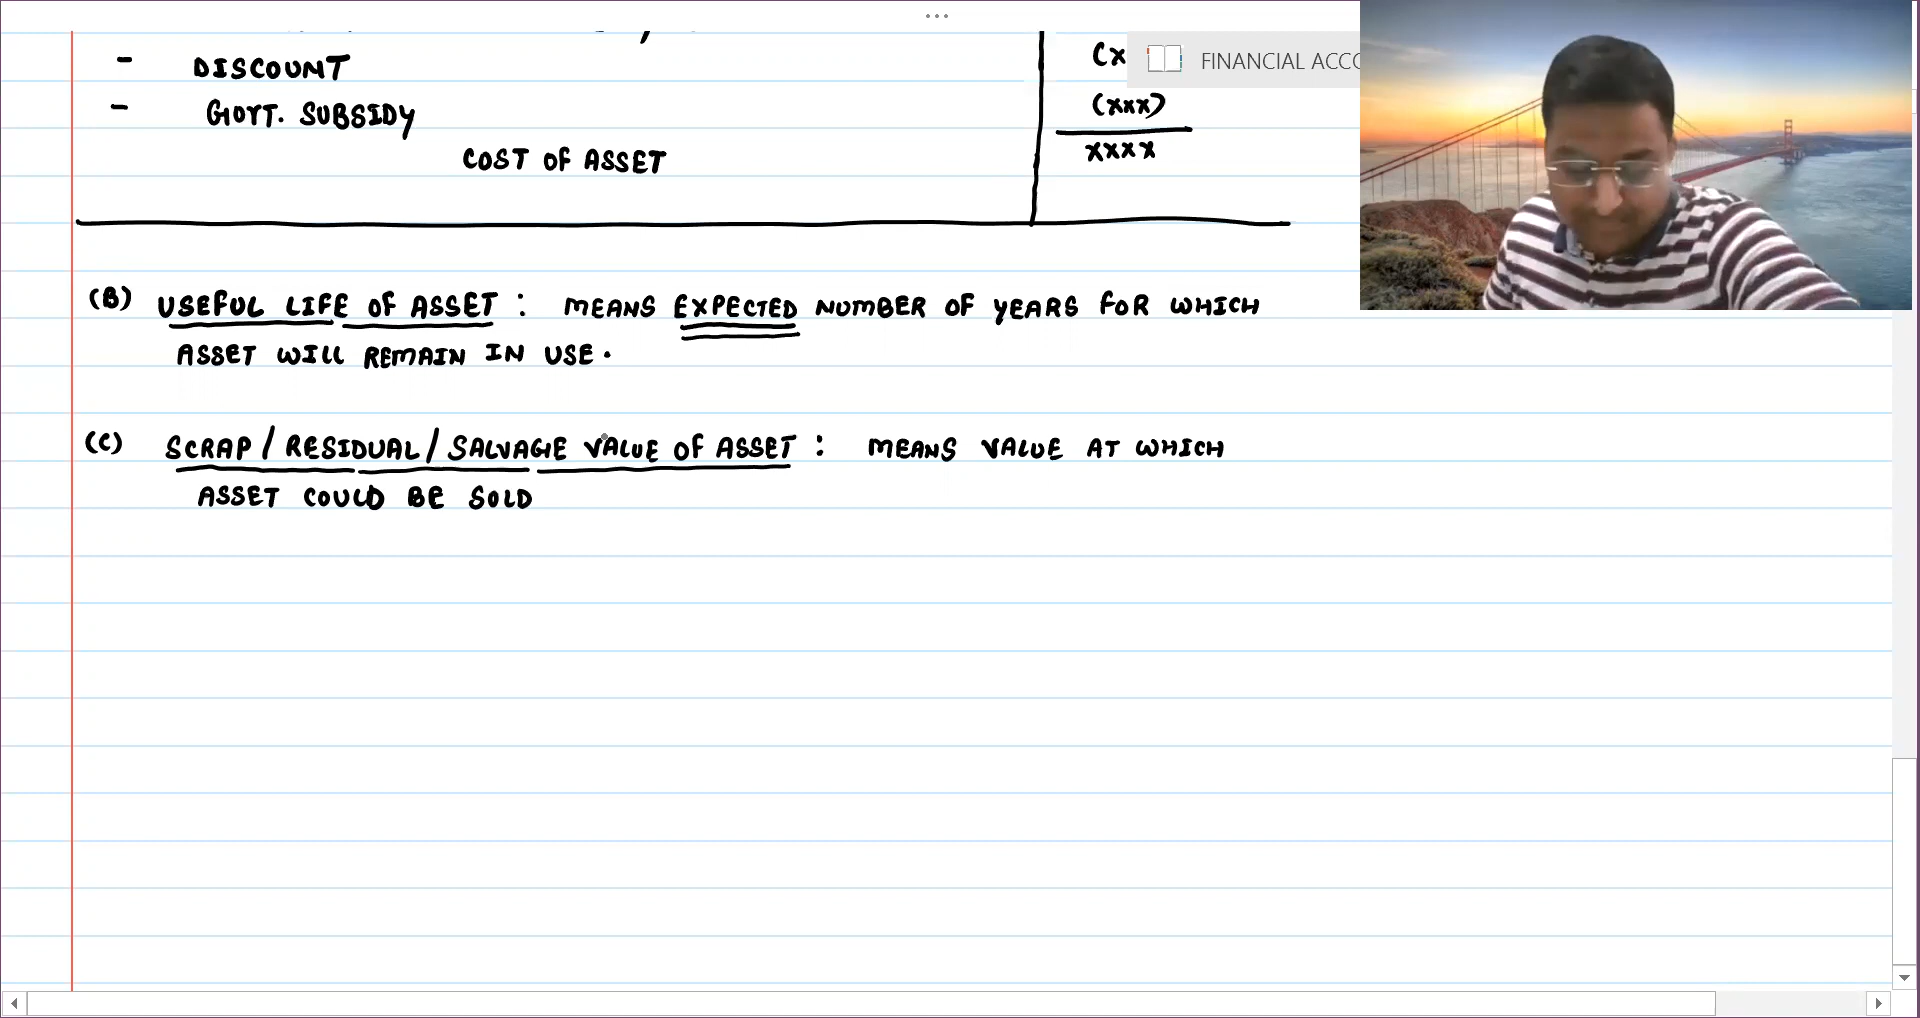 - DISCOUNT
FINANCIAL ACCO
- GOVT. SUBSIDY (xxx)
COST OF ASSET xxxx
(B) USEFUL LIFE OF ASSET : MEANS EXPECTED NUMBER OF YEARS FOR WHICH
ASSET WILL REMAIN IN USE.
(C) SCRAP / RESIDUAL / SALVAGE VALUE OF ASSET : MEANS VALUE AT WHICH
ASSET COULD BE SOLD